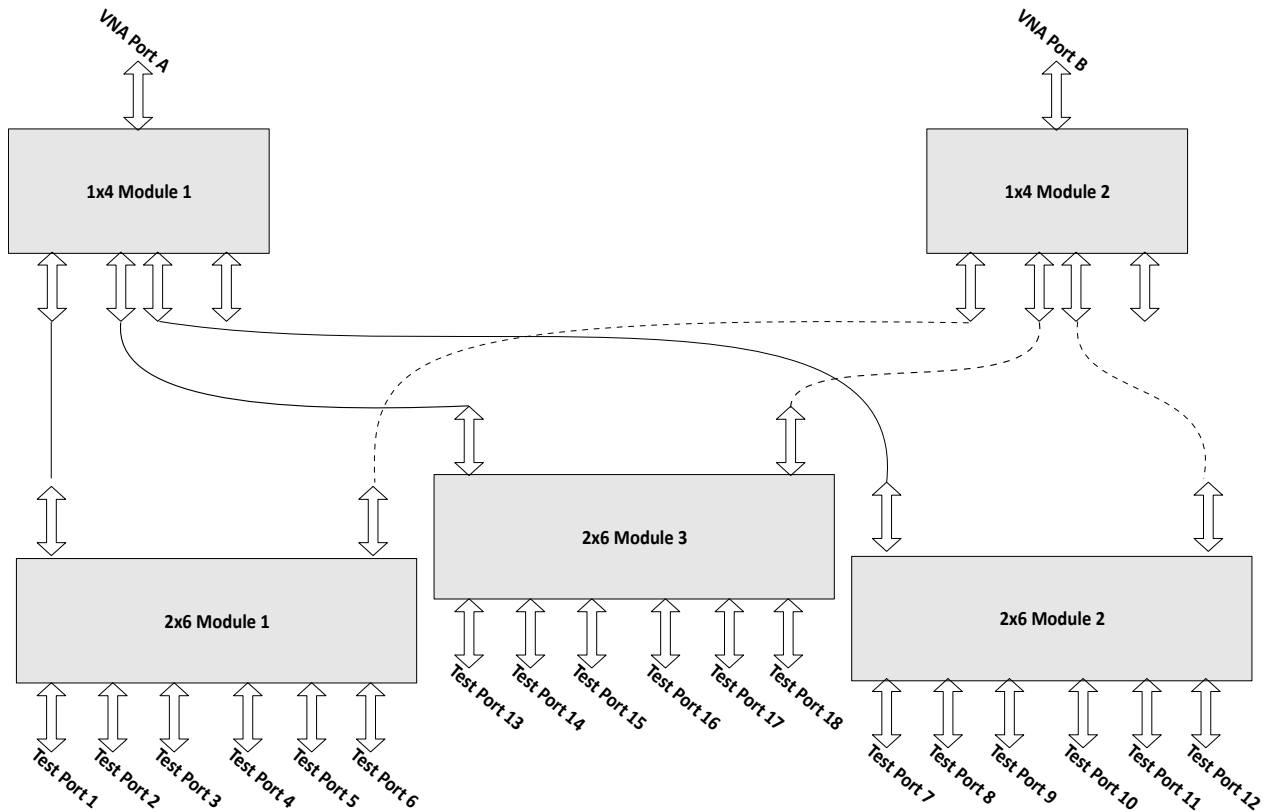 VNA Port A
VNA Port B
1x4 Module 1
1x4 Module 2
2x6 Module 3
2x6 Module 1
2x6 Module 2
Test Port 13
Test Port 14
Test Port 15
Test Port 16
Test Port 17
Test Port 18
Test Port 1
Test Port 2
Test Port 3
Test Port 4
Test Port 5
Test Port 6
Test Port 7
Test Port 8
Test Port 9
Test Port 10
Test Port 11
Test Port 12